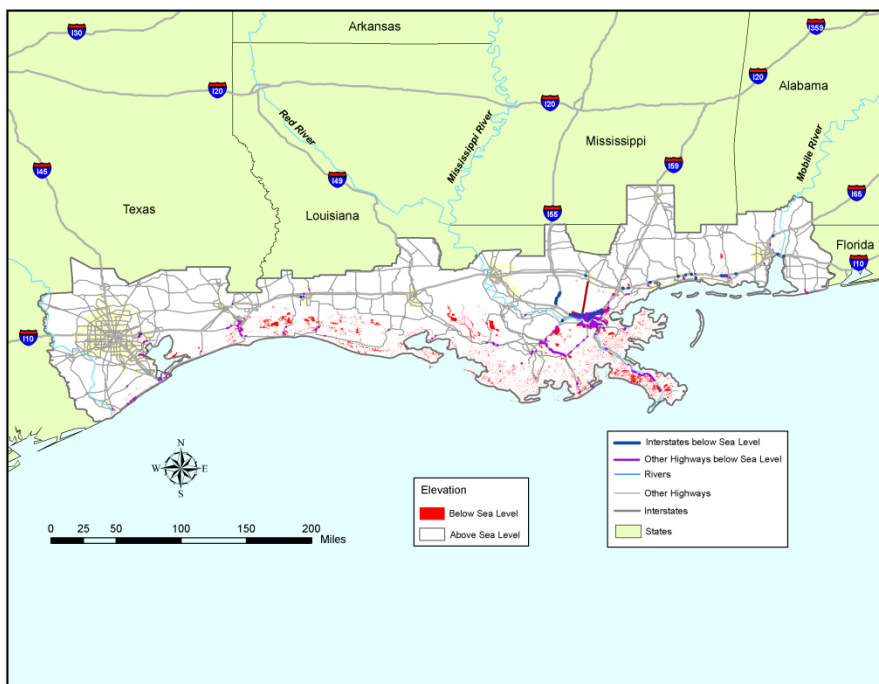 Arkansas
I30
I359
I20
I20
I20
Alabama
Red River
Mississippi River
Mississippi
Mobile River
I59
I45
I49
I65
Texas
Louisiana
I55
Florida
I10
I10
N
W E
S
0 25 50 100 150 200
Miles
Elevation
Below Sea Level
Above Sea Level
Interstates below Sea Level
Other Highways below Sea Level
Rivers
Other Highways
Interstates
States